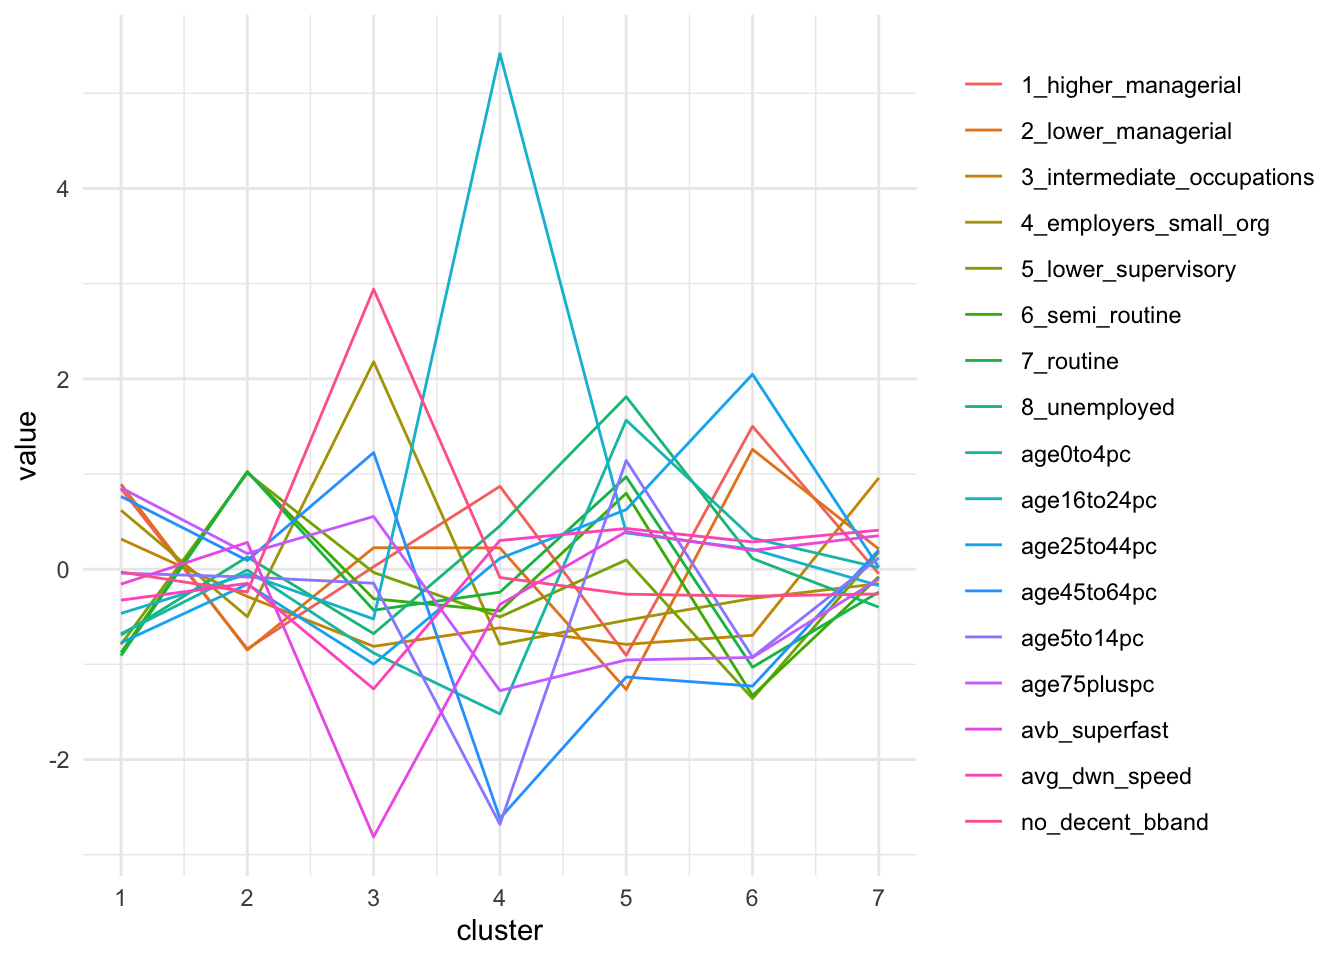 4
2
0
-2
value
1 2 3 4 5 6 7
cluster
1_higher_managerial
2_lower_managerial
3_intermediate_occupations
4_employers_small_org
5_lower_supervisory
6_semi_routine
7_routine
8_unemployed
age0to4pc
age16to24pc
age25to44pc
age45to64pc
age5to14pc
age75pluspc
avb_superfast
avg_dwn_speed
no_decent_bband